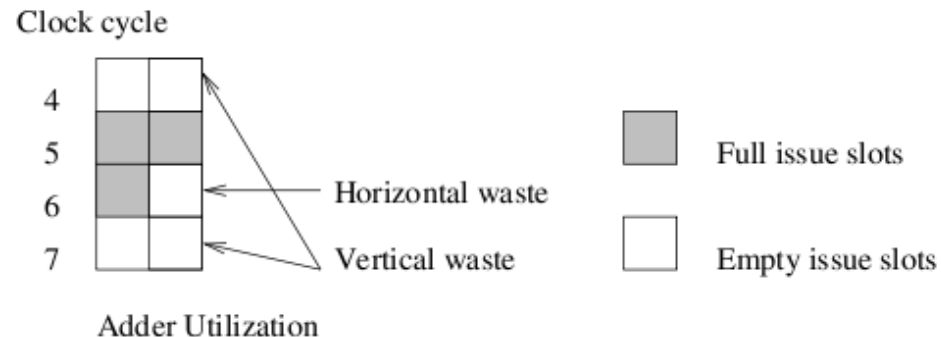 Clock cycle
4
5
Full issue slots
6
Horizontal waste
7
Vertical waste
Empty issue slots
Adder Utilization